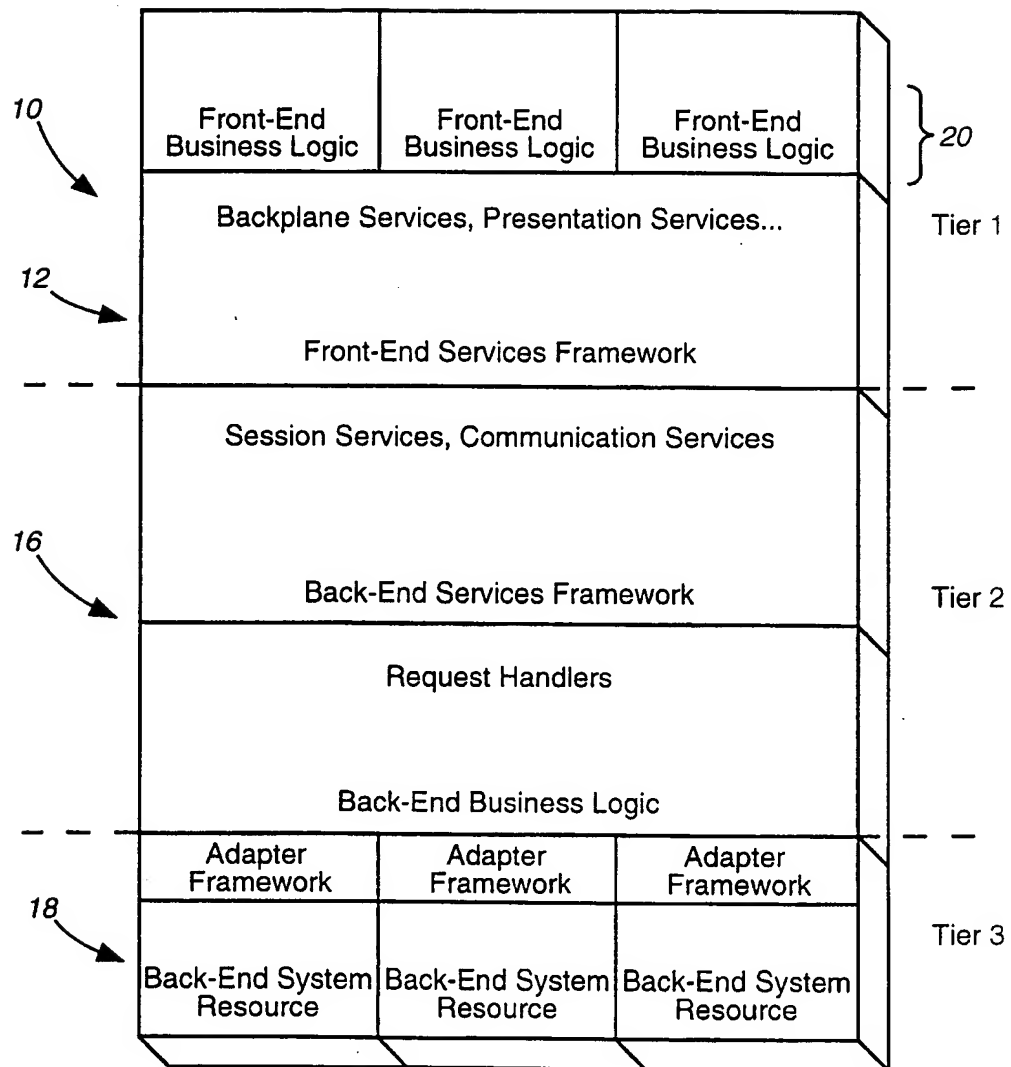 Front-End Business Logic
Front-End Business Logic
Front-End Business Logic
20
10
Backplane Services, Presentation Services...
Tier 1
12
Front-End Services Framework
Session Services, Communication Services
16
Back-End Services Framework
Tier 2
Request Handlers
Back-End Business Logic
Adapter Framework
Adapter Framework
Adapter Framework
18
Tier 3
Back-End System Resource
Back-End System Resource
Back-End System Resource